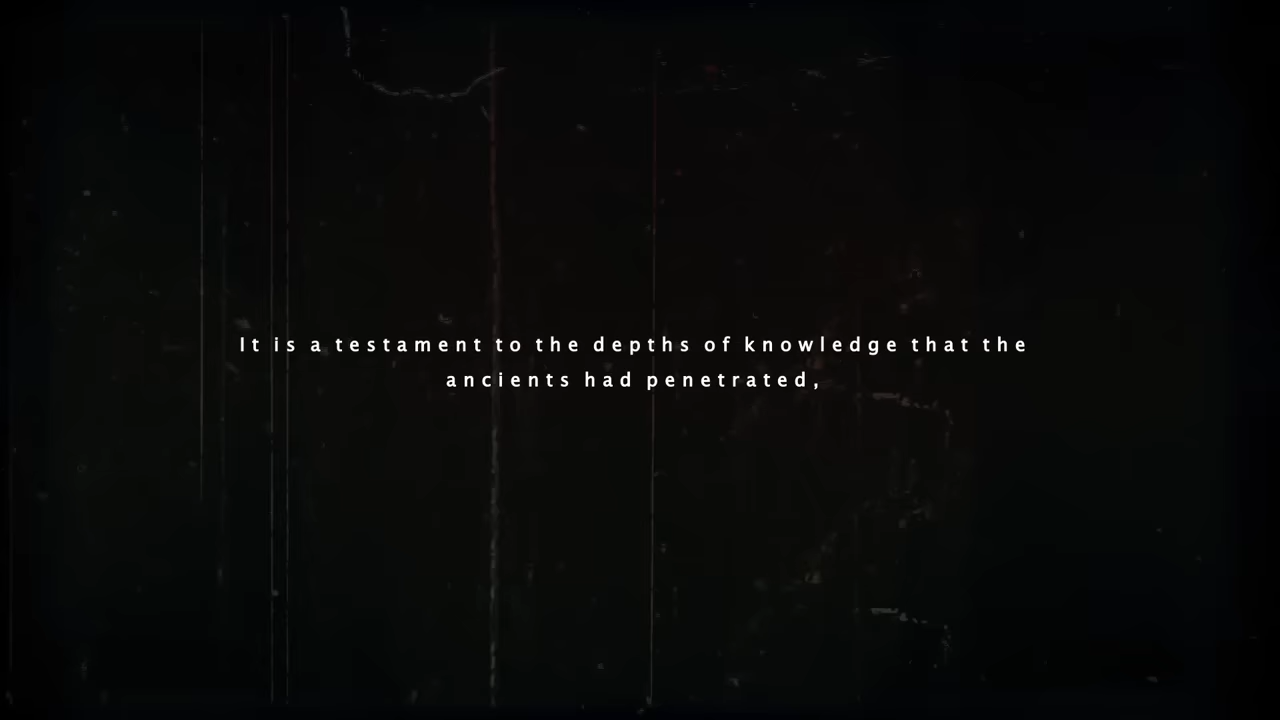 It is a testament to the depths of knowledge that the
ancients had penetrated,